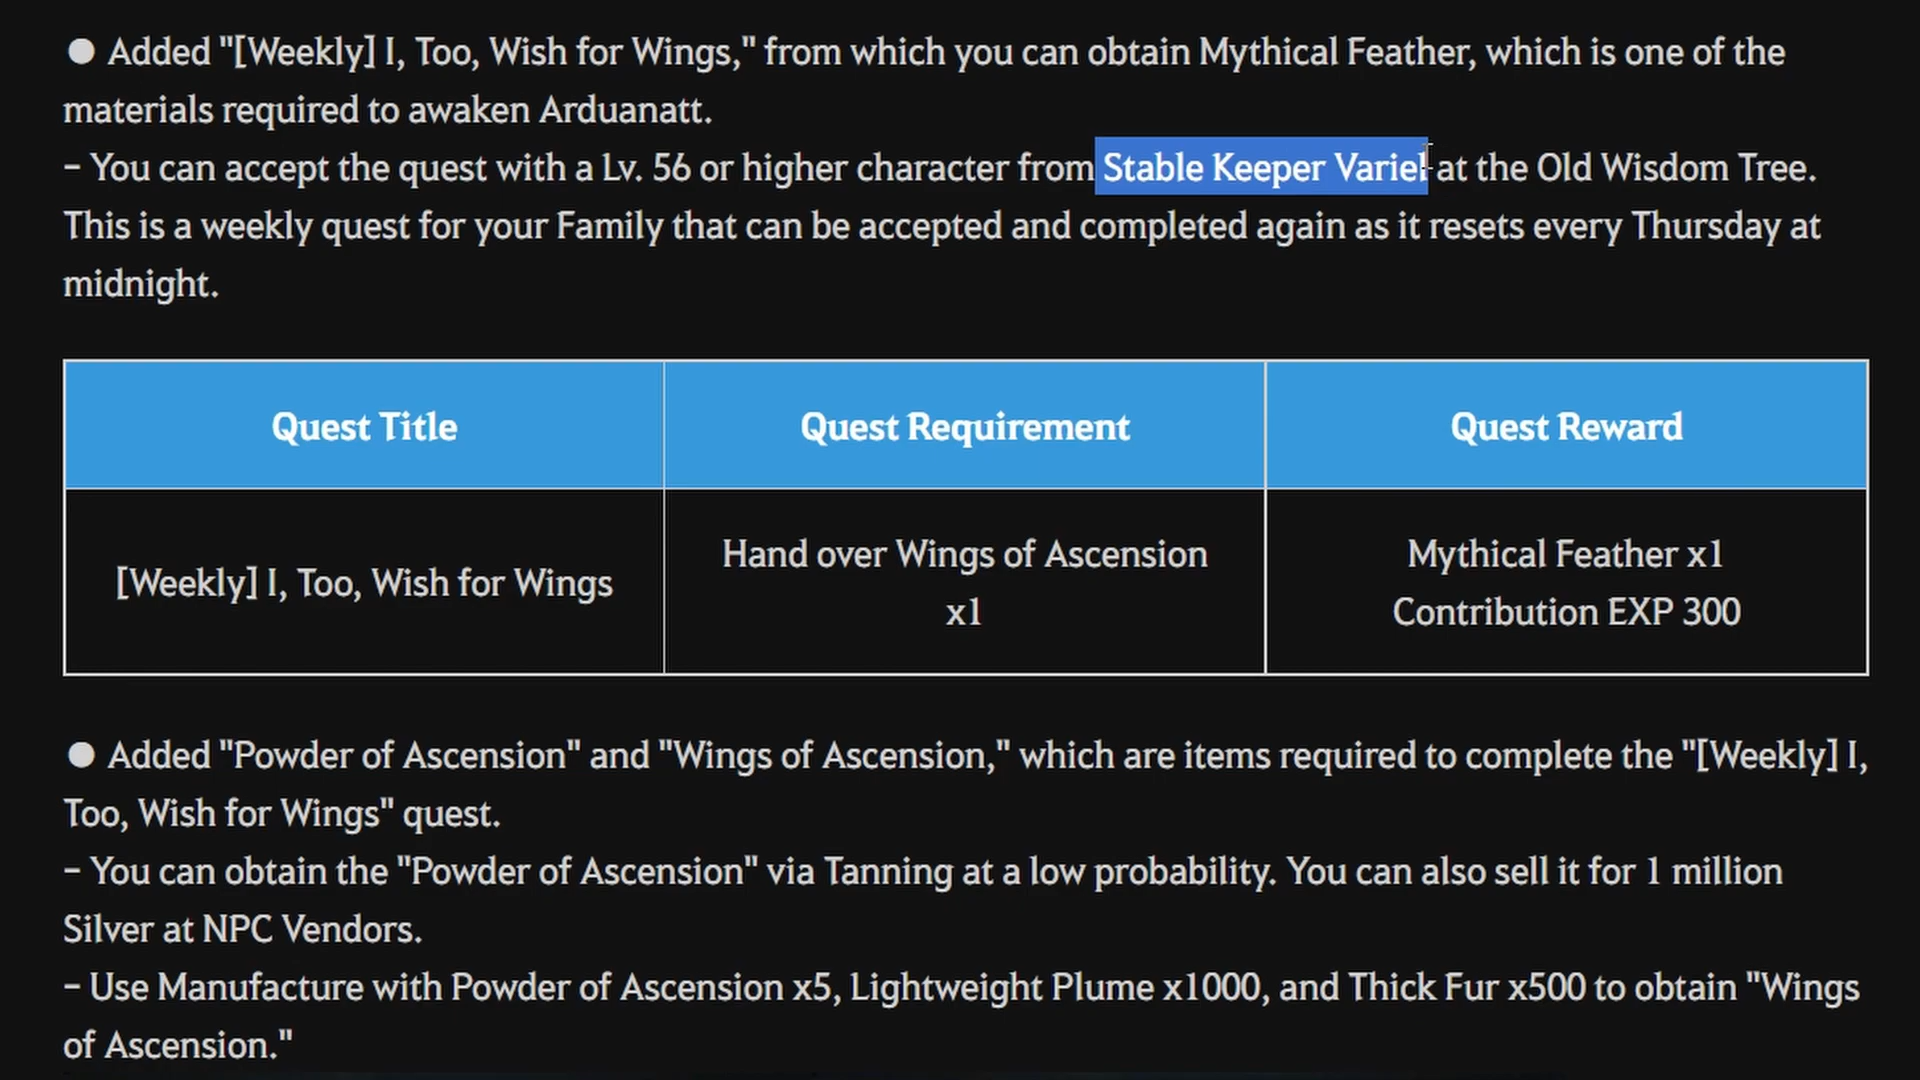 ● Added "[Weekly] I, Too, Wish for Wings," from which you can obtain Mythical Feather, which is one of the
materials required to awaken Arduanatt.
– You can accept the quest with a Lv. 56 or higher character from Stable Keeper Variel at the Old Wisdom Tree.
This is a weekly quest for your Family that can be accepted and completed again as it resets every Thursday at
midnight.
Quest Title
Quest Requirement
Quest Reward
[Weekly] I, Too, Wish for Wings
Hand over Wings of Ascension
x1
Mythical Feather x1
Contribution EXP 300
● Added "Powder of Ascension" and "Wings of Ascension," which are items required to complete the "[Weekly] I,
Too, Wish for Wings" quest.
– You can obtain the "Powder of Ascension" via Tanning at a low probability. You can also sell it for 1 million
Silver at NPC Vendors.
– Use Manufacture with Powder of Ascension x5, Lightweight Plume x1000, and Thick Fur x500 to obtain "Wings
of Ascension."